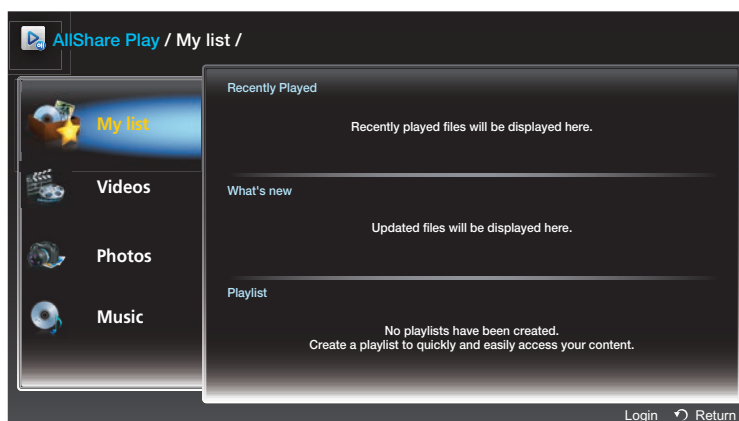 AllShare Play / My list /
My list
Videos
Photos
Music
Recently Played
Recently played files will be displayed here.
What's new
Updated files will be displayed here.
Playlist
No playlists have been created.
Create a playlist to quickly and easily access your content.
Login Return